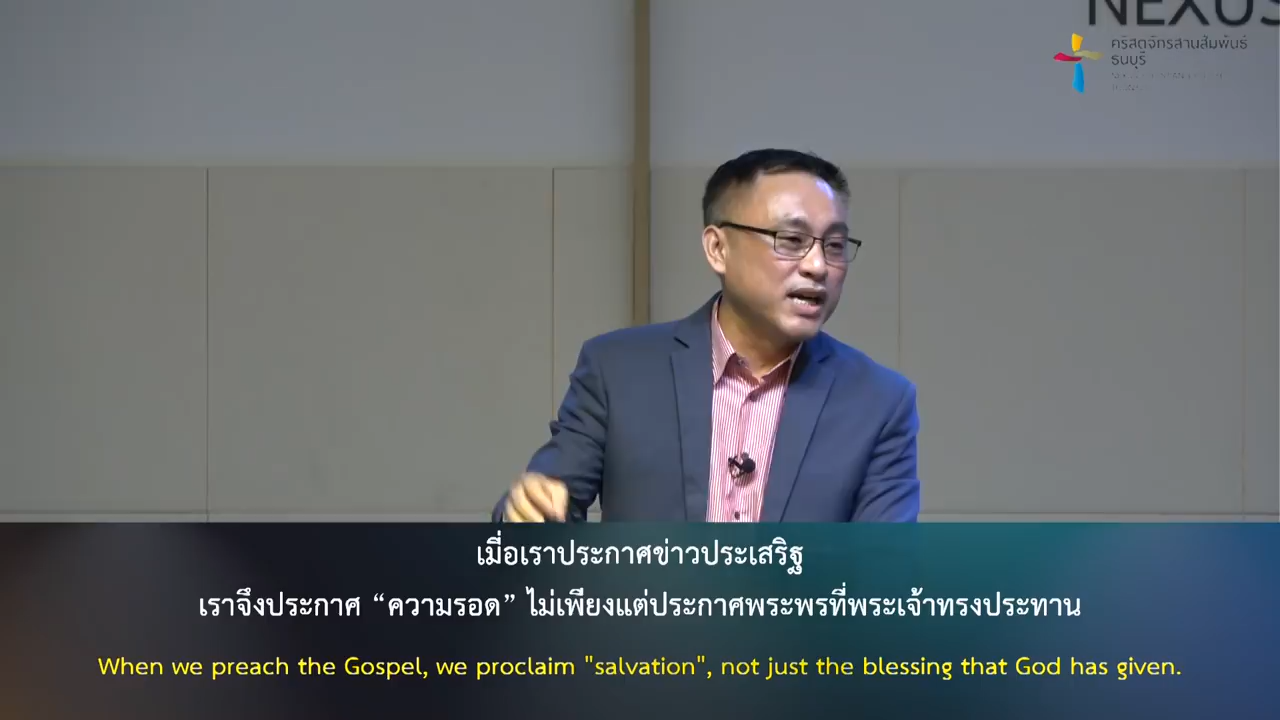 NEXUS
คริสตจักรสานสัมพันธ์
ธนบุรี
เมื่อเราประกาศข่าวประเสริฐ
เราจึงประกาศ “ความรอด” ไม่เพียงแต่ประกาศพระพรที่พระเจ้าทรงประทาน
When we preach the Gospel, we proclaim "salvation", not just the blessing that God has given.